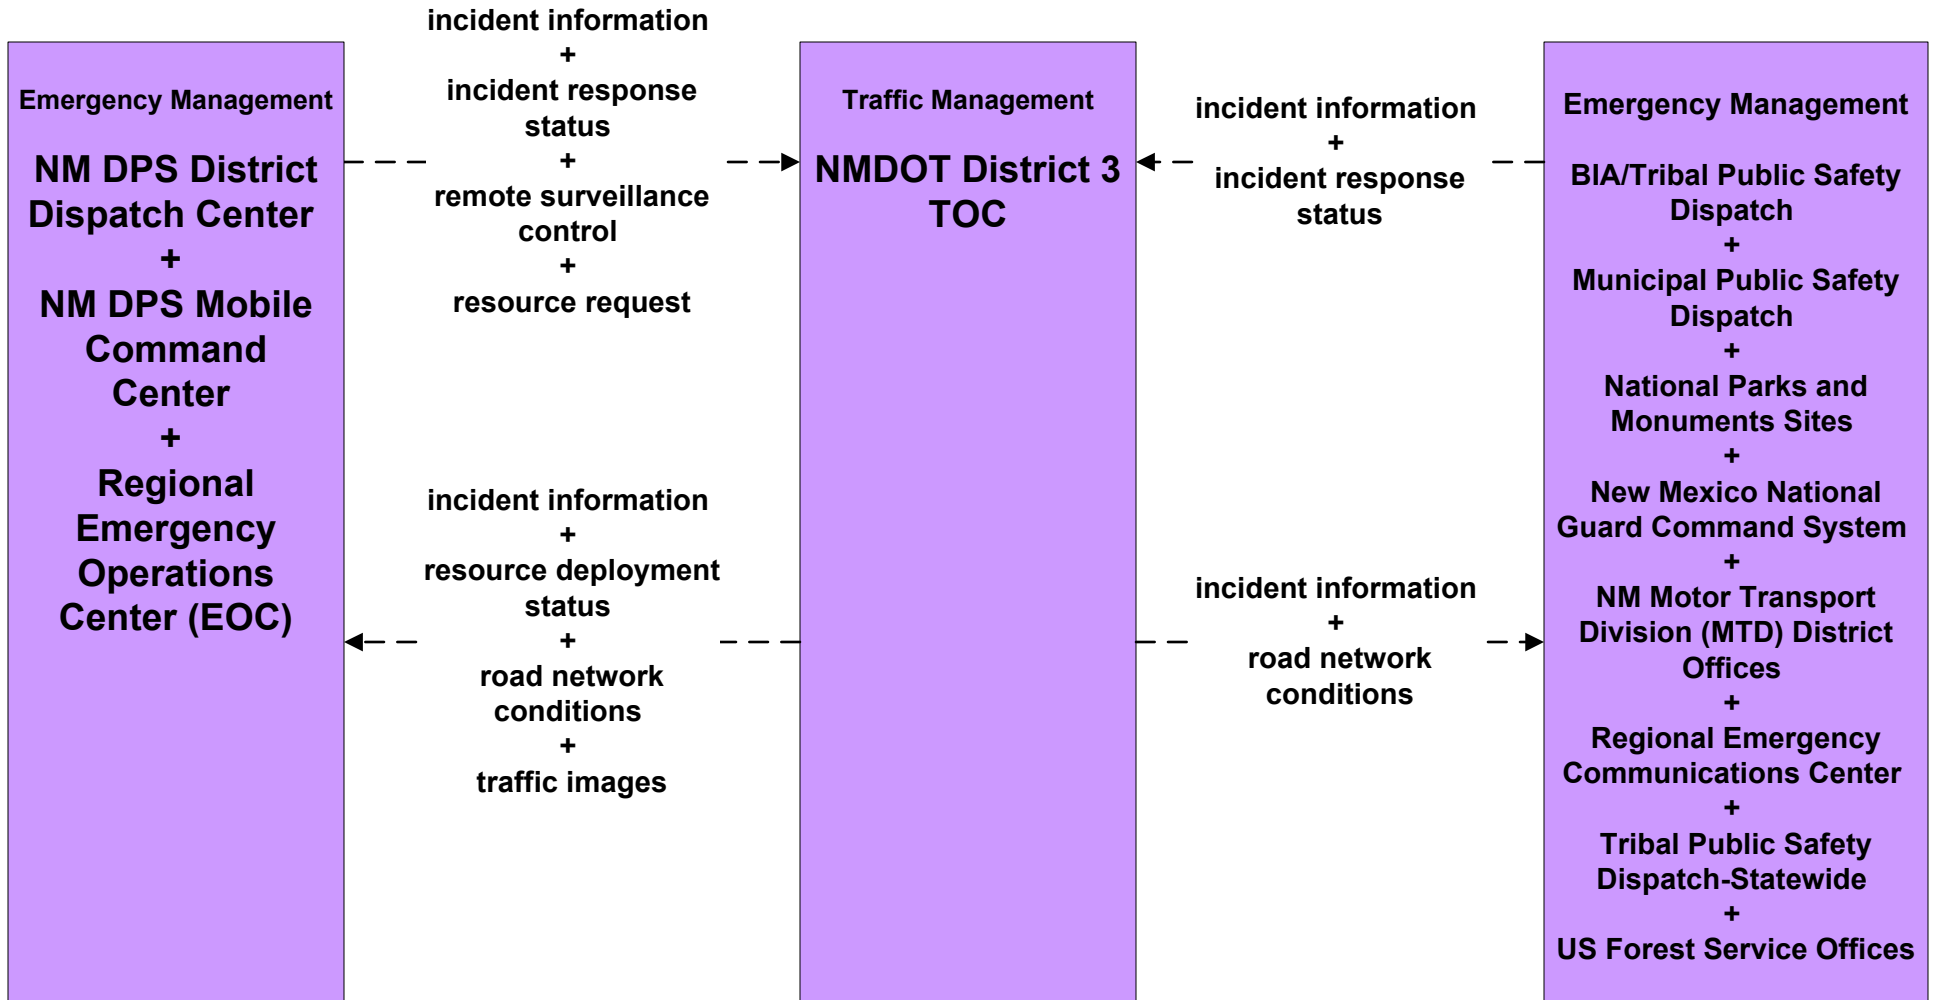 Emergency Management
NM DPS District
Dispatch Center
+
NM DPS Mobile
Command
Center
+
Regional
Emergency
Operations
Center (EOC)
incident information
+
incident response
status
+
remote surveillance
control
+
resource request
incident information
+
resource deployment
status
+
road network
conditions
+
traffic images
Traffic Management
NMDOT District 3
TOC
incident information
+
incident response
status
incident information
+
road network
conditions
Emergency Management
BIA/Tribal Public Safety
Dispatch
+
Municipal Public Safety
Dispatch
+
National Parks and
Monuments Sites
+
New Mexico National
Guard Command System
+
NM Motor Transport
Division (MTD) District
Offices
+
Regional Emergency
Communications Center
+
Tribal Public Safety
Dispatch-Statewide
+
US Forest Service Offices